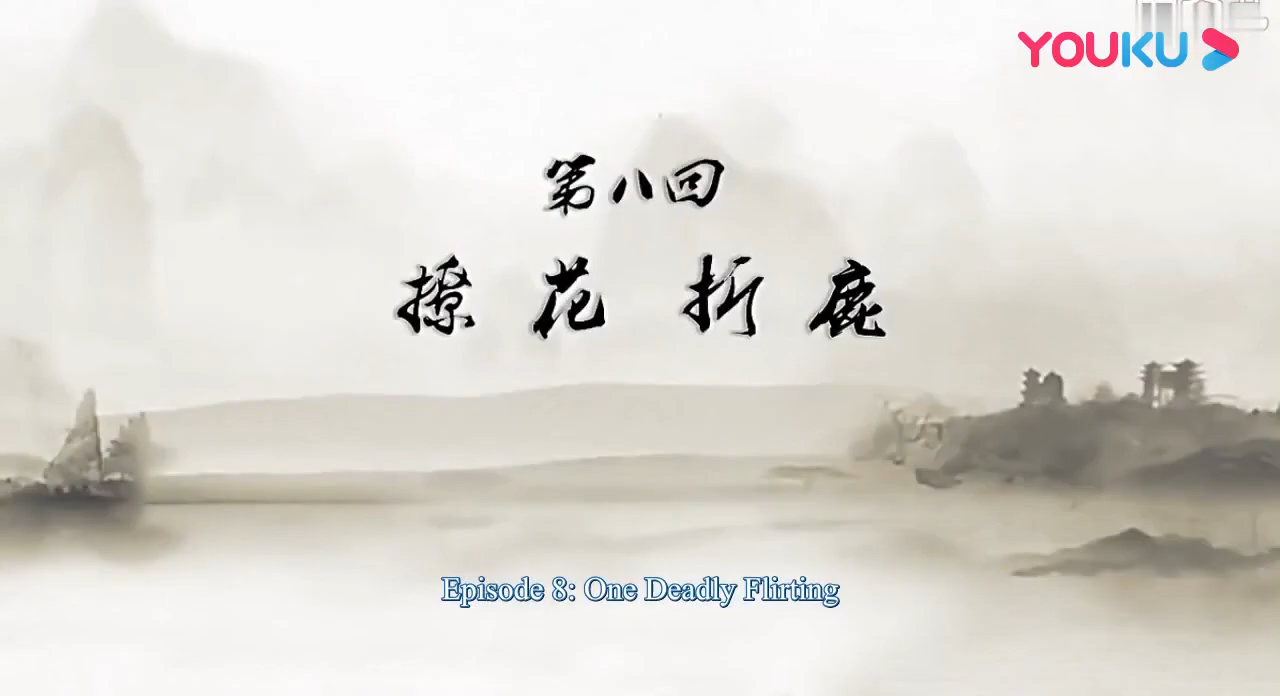 YOUKU
第八回
撩花折鹿
Episode 8: One Deadly Flirting